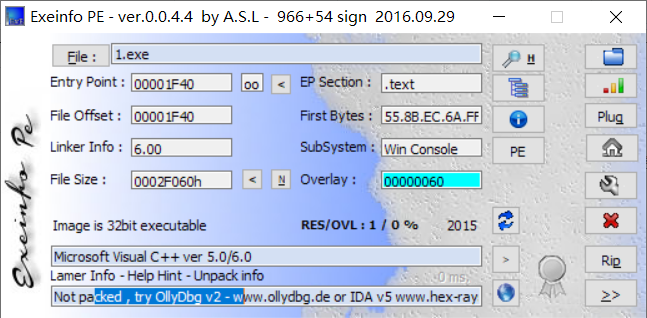 Exeinfo PE - ver.0.0.4.4 by A.S.L - 966+54 sign 2016.09.29
Exeinfo Pe
File : 1.exe H
Entry Point : 00001F40 oo < EP Section : .text
File Offset : 00001F40 First Bytes : 55.8B.EC.6A.FF Plug
Linker Info : 6.00 SubSystem : Win Console PE
File Size : 0002F060h < N Overlay : 00000060
Image is 32bit executable RES/OVL : 1 / 0 % 2015
Microsoft Visual C++ ver 5.0/6.0 > Rip
Lamer Info - Help Hint - Unpack info 0 ms.
Not packed , try OllyDbg v2 - www.ollydbg.de or IDA v5 www.hex-ray >>